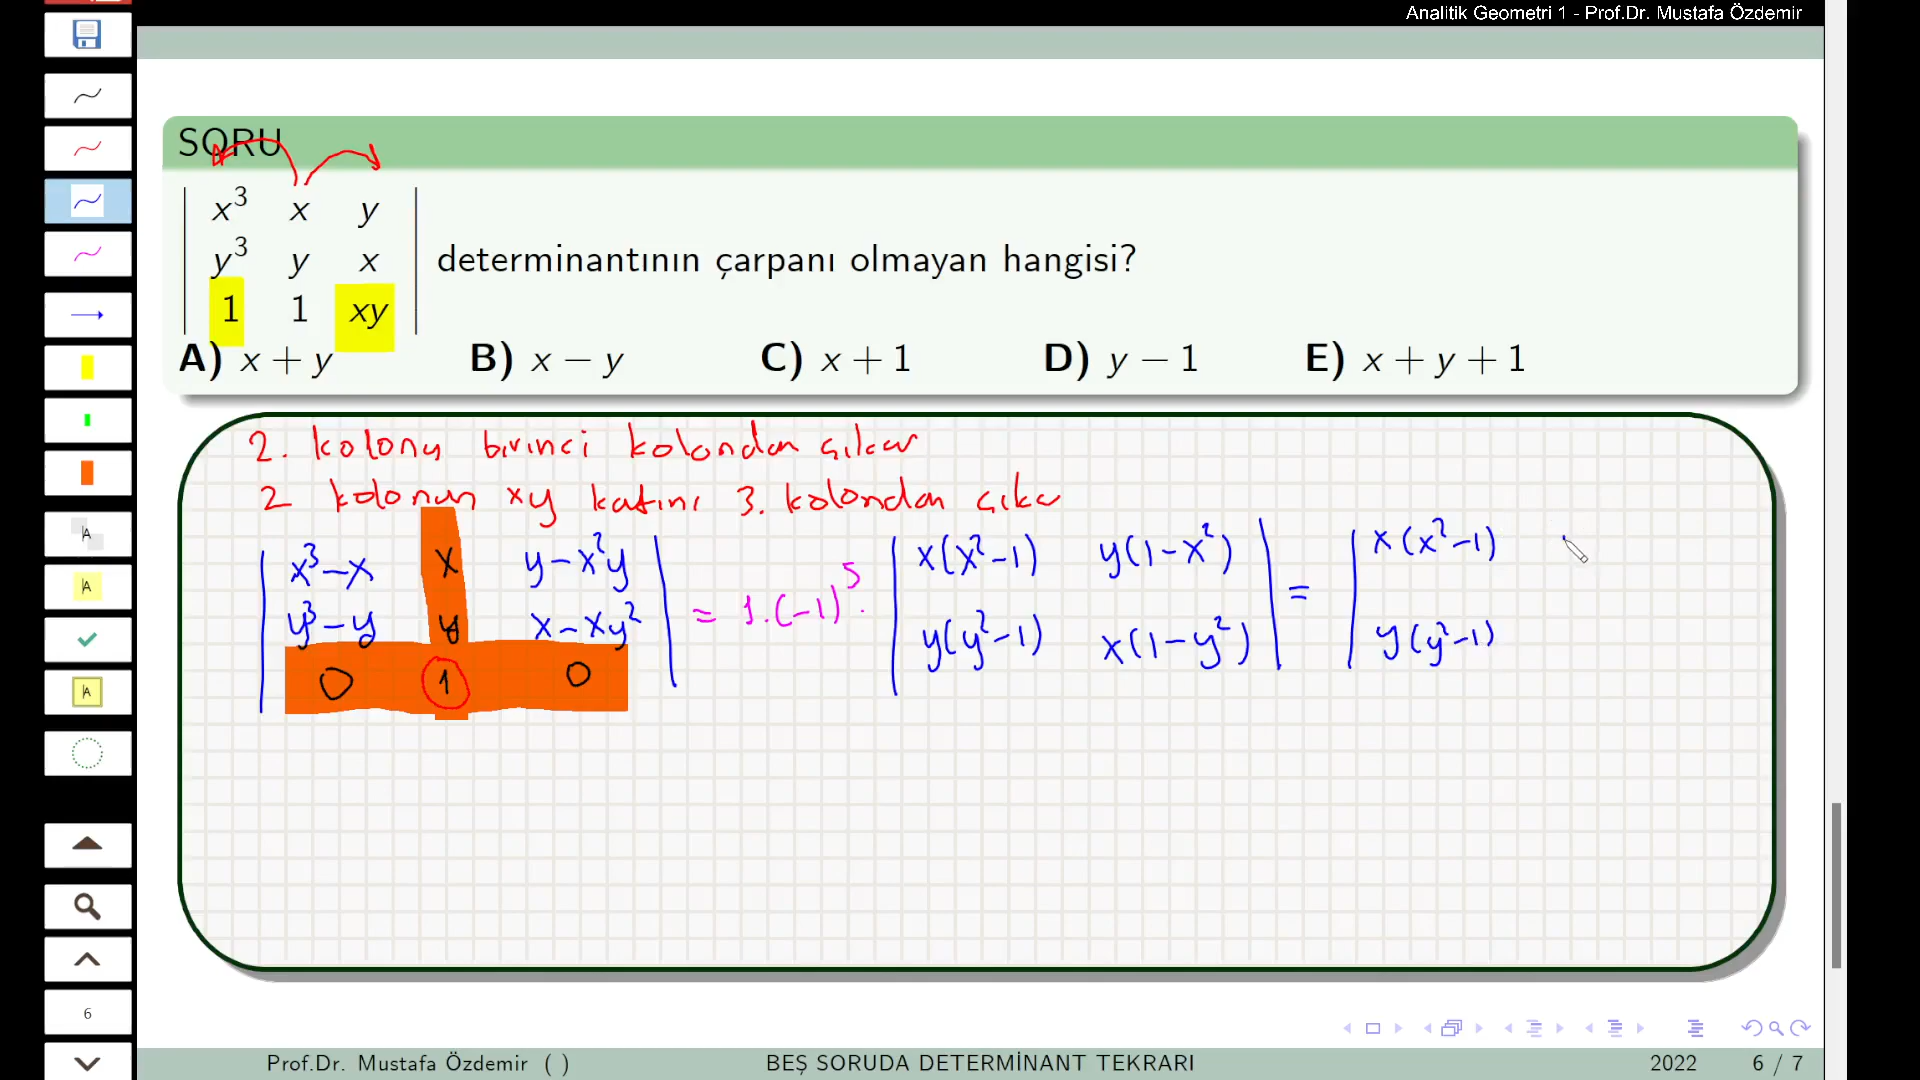 Analitik Geometri 1 - Prof.Dr. Mustafa Özdemir
SORU
x³ x y
y³ y x
1 1 xy
determinantının çarpanı olmayan hangisi?
A) x + y B) x − y C) x + 1 D) y − 1 E) x + y + 1
2. kolonu birinci kolondan çıkar
2 kolonun xy katını 3. kolondan çıka
x³−x x y−x²y
y³−y y x−xy²
0 1 0
= 1.(−1)⁵.
x(x²−1) y(1−x²)
y(y²−1) x(1−y²)
=
x(x²−1)
y(y²−1)
A
A
A
6
Prof.Dr. Mustafa Özdemir ( ) BEŞ SORUDA DETERMİNANT TEKRARI 2022 6 / 7